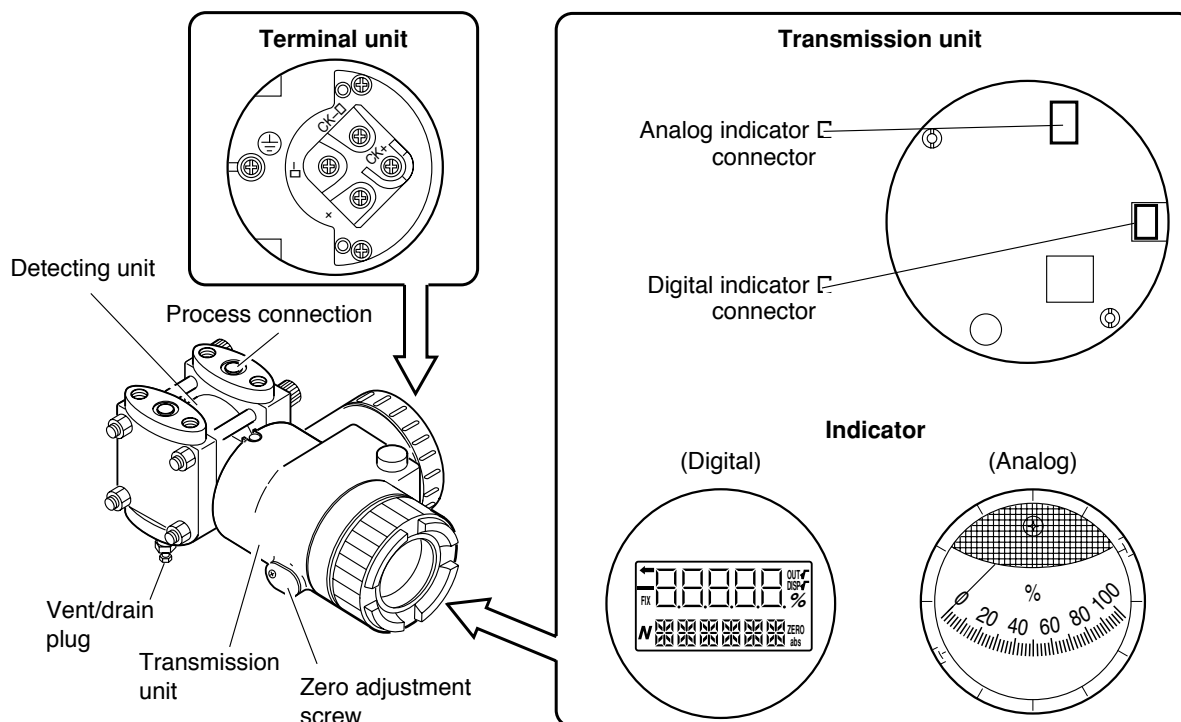 Terminal unit
CK-
CK+
+
Detecting unit
Process connection
Vent/drain
plug
Transmission
unit
Zero adjustment
screw
Transmission unit
Analog indicator
connector
Digital indicator
connector
Indicator
(Digital)
(Analog)
OUT√
DISP√
FIX
%
N
ZERO
abs
%
0 20 40 60 80 100